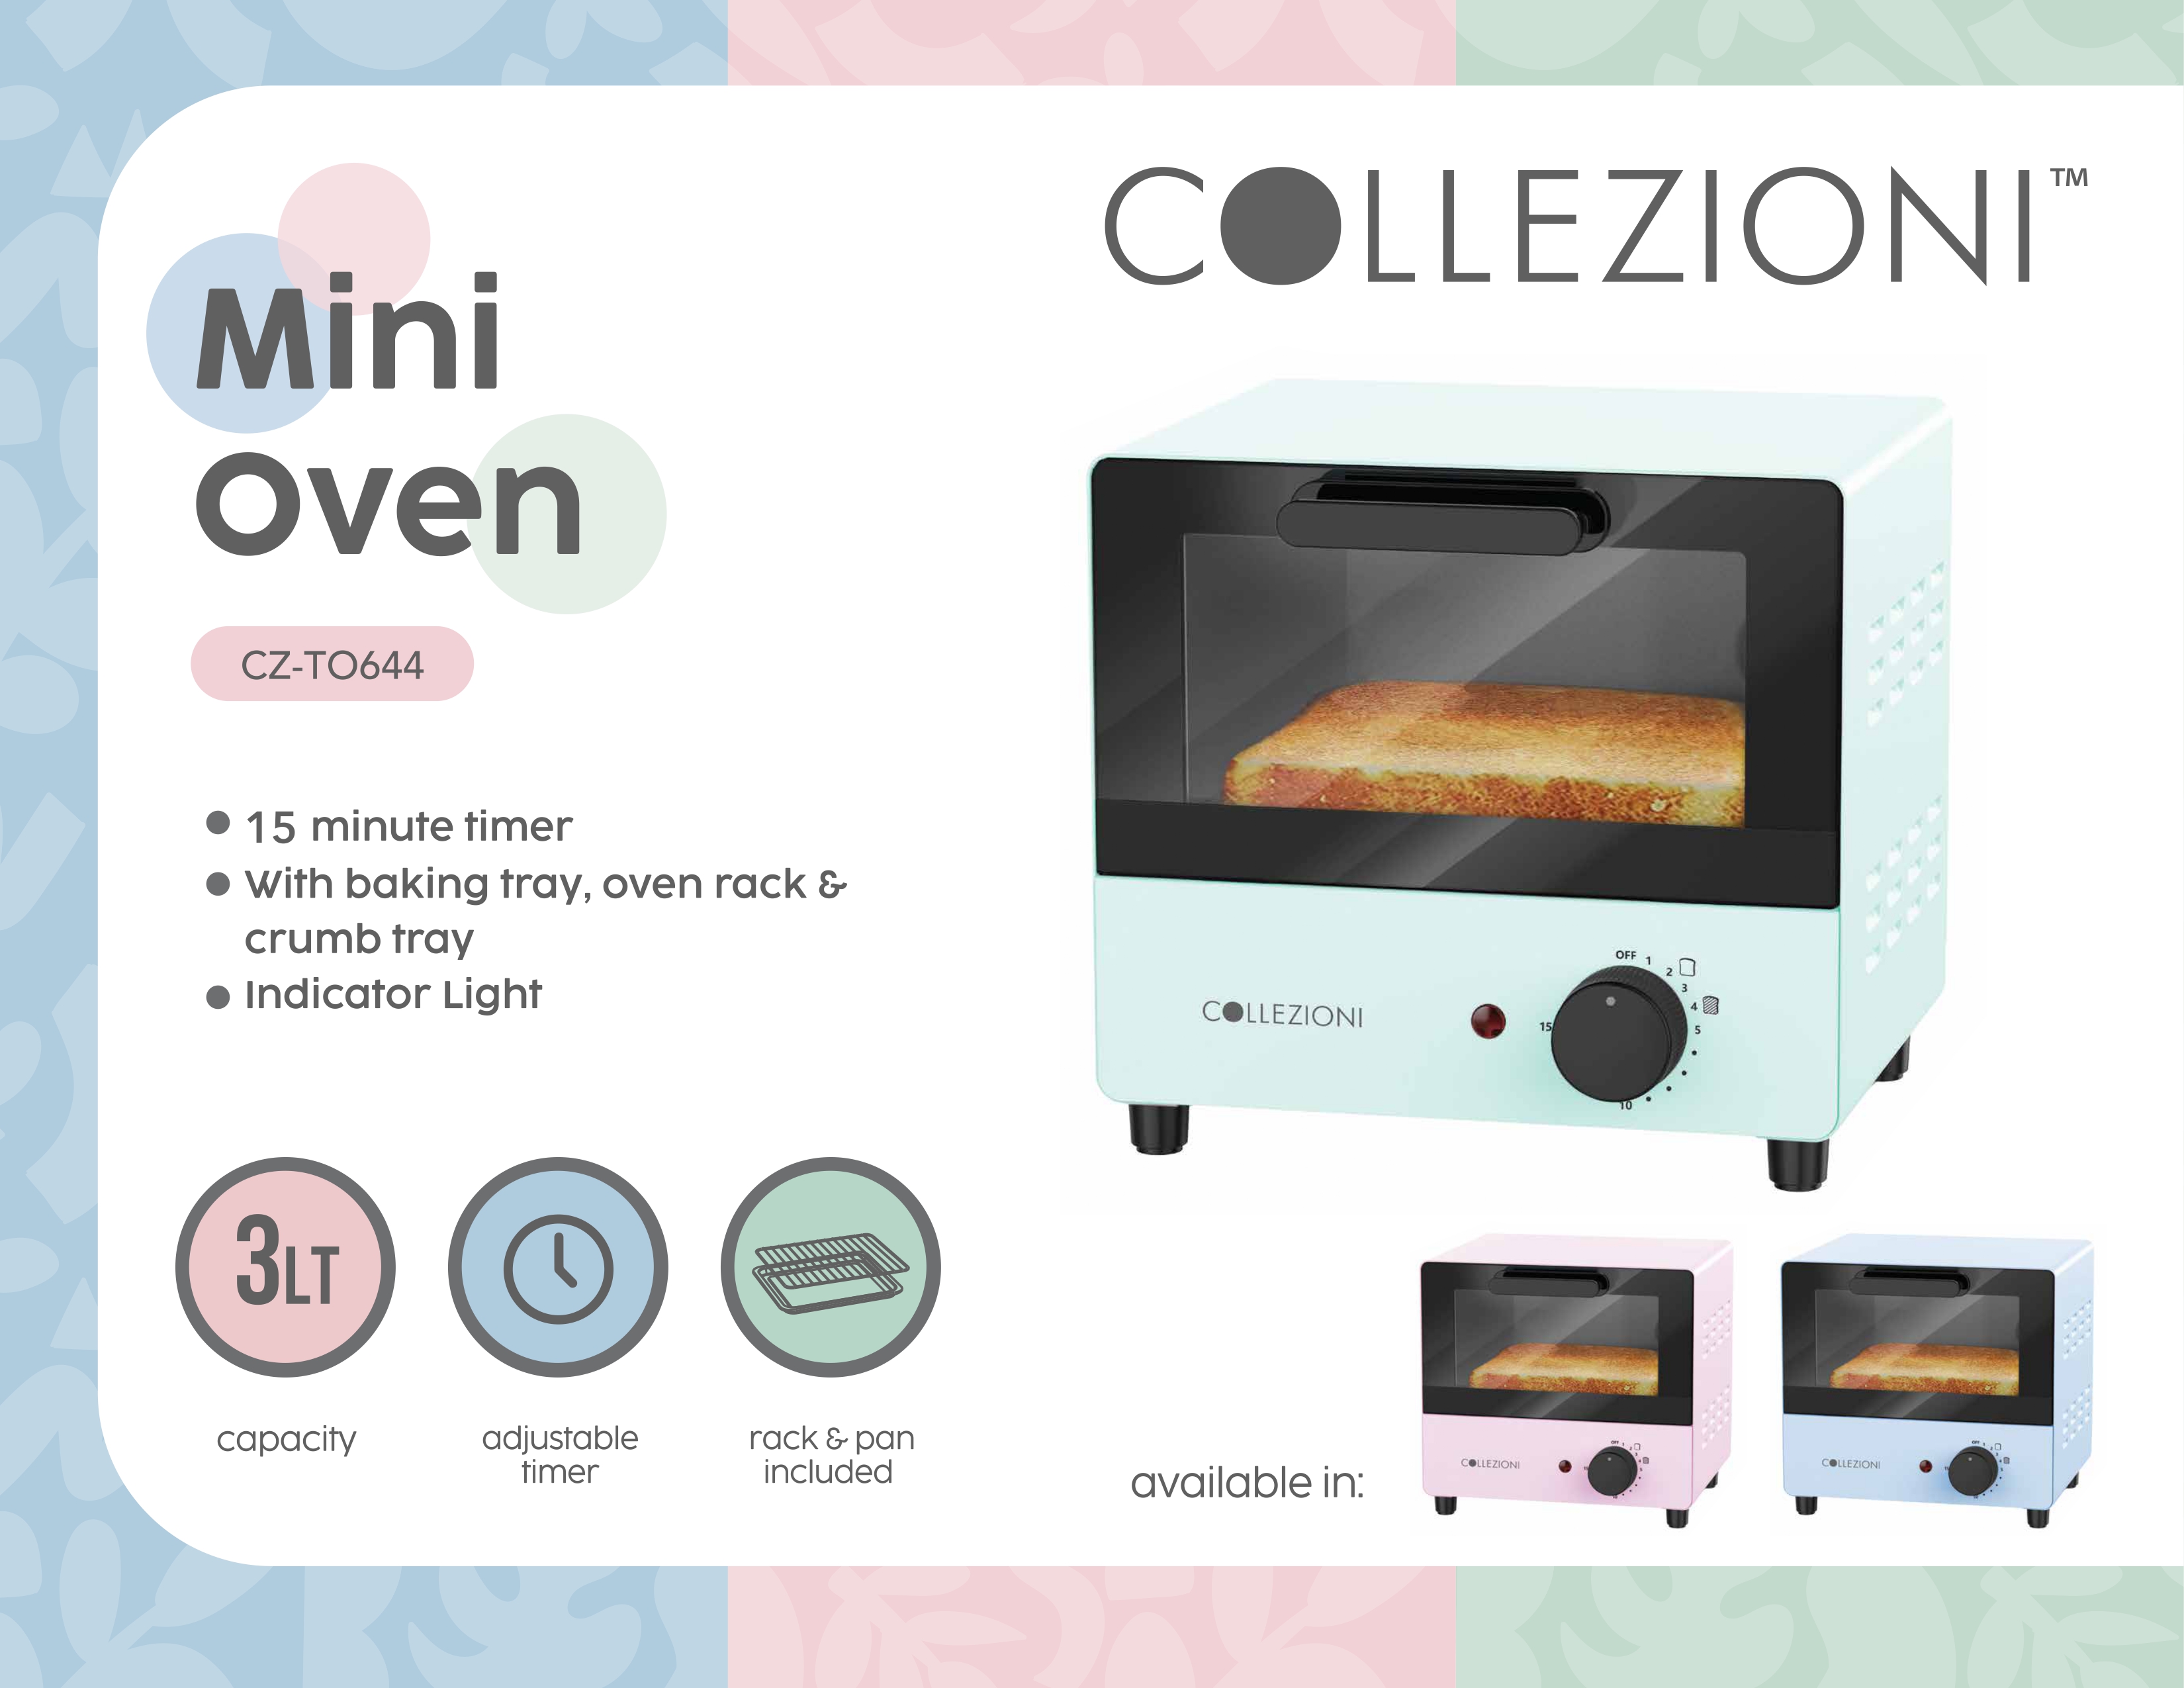 COLLEZIONI™
Mini
Oven
CZ-TO644
● 15 minute timer
● With baking tray, oven rack &
crumb tray
● Indicator Light
3LT
capacity
adjustable
timer
rack & pan
included
OFF 1 2 3 4 5 10 15
COLLEZIONI
available in:
COLLEZIONI
COLLEZIONI